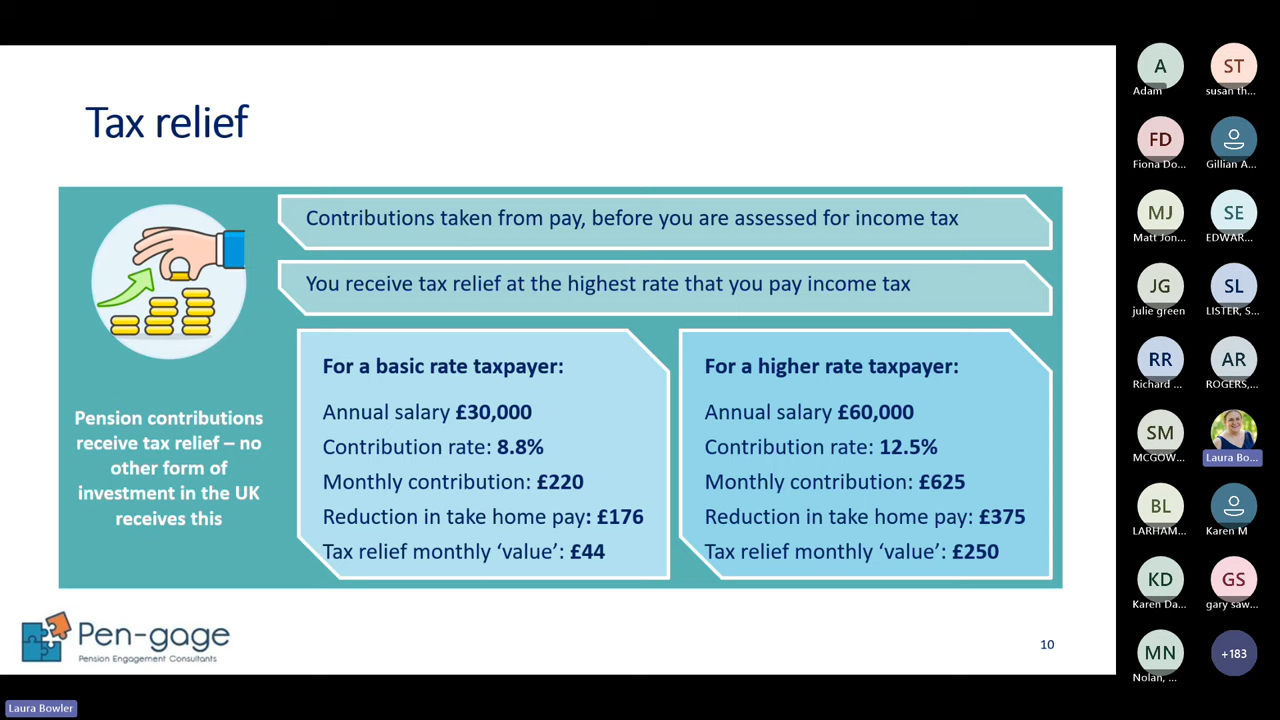 Tax relief
Contributions taken from pay, before you are assessed for income tax
You receive tax relief at the highest rate that you pay income tax
Pension contributions
receive tax relief – no
other form of
investment in the UK
receives this
For a basic rate taxpayer:
Annual salary £30,000
Contribution rate: 8.8%
Monthly contribution: £220
Reduction in take home pay: £176
Tax relief monthly ‘value’: £44
For a higher rate taxpayer:
Annual salary £60,000
Contribution rate: 12.5%
Monthly contribution: £625
Reduction in take home pay: £375
Tax relief monthly ‘value’: £250
Pen-gage
Pension Engagement Consultants
10
A
Adam
ST
susan th...
FD
Fiona Do...
Gillian A...
MJ
Matt Jon...
SE
EDWAR...
JG
julie green
SL
LISTER, S...
RR
Richard ...
AR
ROGERS,...
SM
MCGOW...
Laura Bo...
BL
LARHAM...
Karen M
KD
Karen Da...
GS
gary saw...
MN
Nolan, ...
+183
Laura Bowler